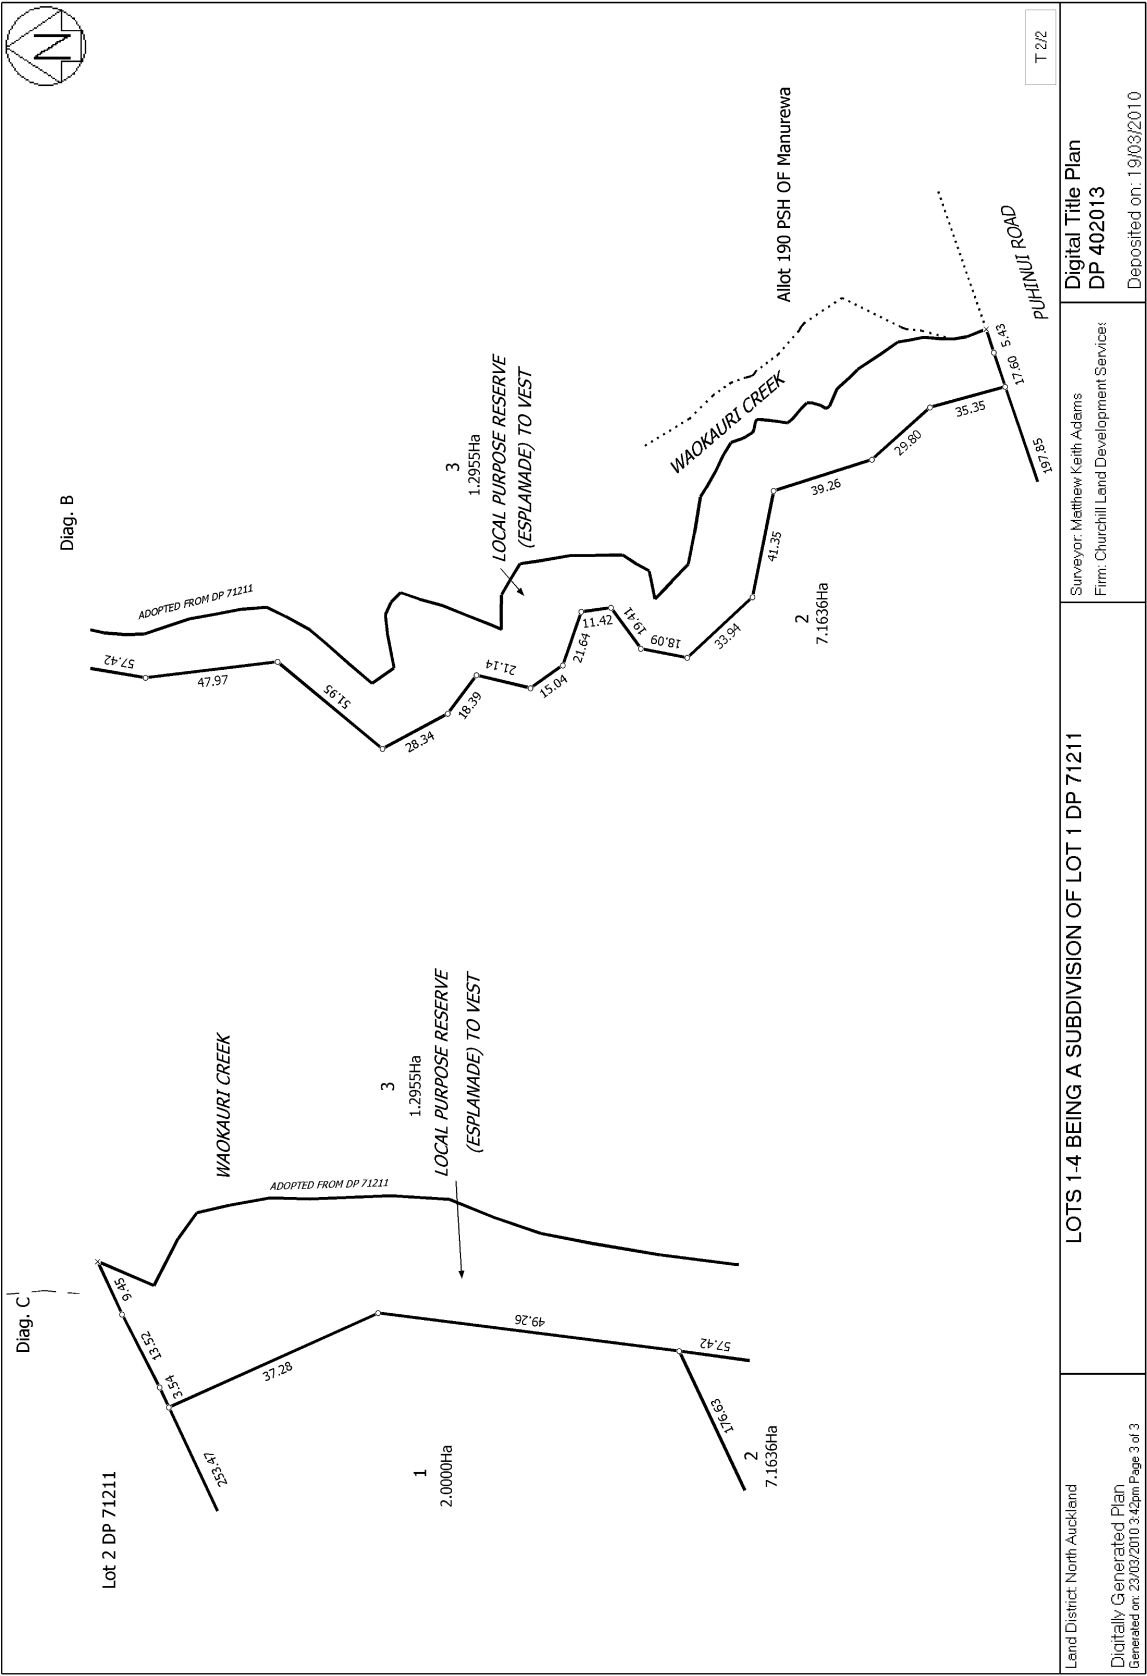 Diag. C
Lot 2 DP 71211
253.47
3.54
13.52
9.45
37.28
49.26
57.42
176.63
1
2.0000Ha
2
7.1636Ha
WAOKAURI CREEK
ADOPTED FROM DP 71211
3
1.2955Ha
LOCAL PURPOSE RESERVE
(ESPLANADE) TO VEST
Diag. B
57.42
47.97
51.95
28.34
18.39
21.14
15.04
21.64
11.42
19.41
18.09
33.94
41.35
39.26
29.80
35.35
197.85
17.60
5.43
ADOPTED FROM DP 71211
3
1.2955Ha
LOCAL PURPOSE RESERVE
(ESPLANADE) TO VEST
2
7.1636Ha
WAOKAURI CREEK
Allot 190 PSH OF Manurewa
PUHINUI ROAD
N
T 2/2
Land District: North Auckland
Digitally Generated Plan
Generated on: 23/03/2010 3:42pm Page 3 of 3
LOTS 1-4 BEING A SUBDIVISION OF LOT 1 DP 71211
Surveyor: Matthew Keith Adams
Firm: Churchill Land Development Services
Digital Title Plan
DP 402013
Deposited on: 19/03/2010